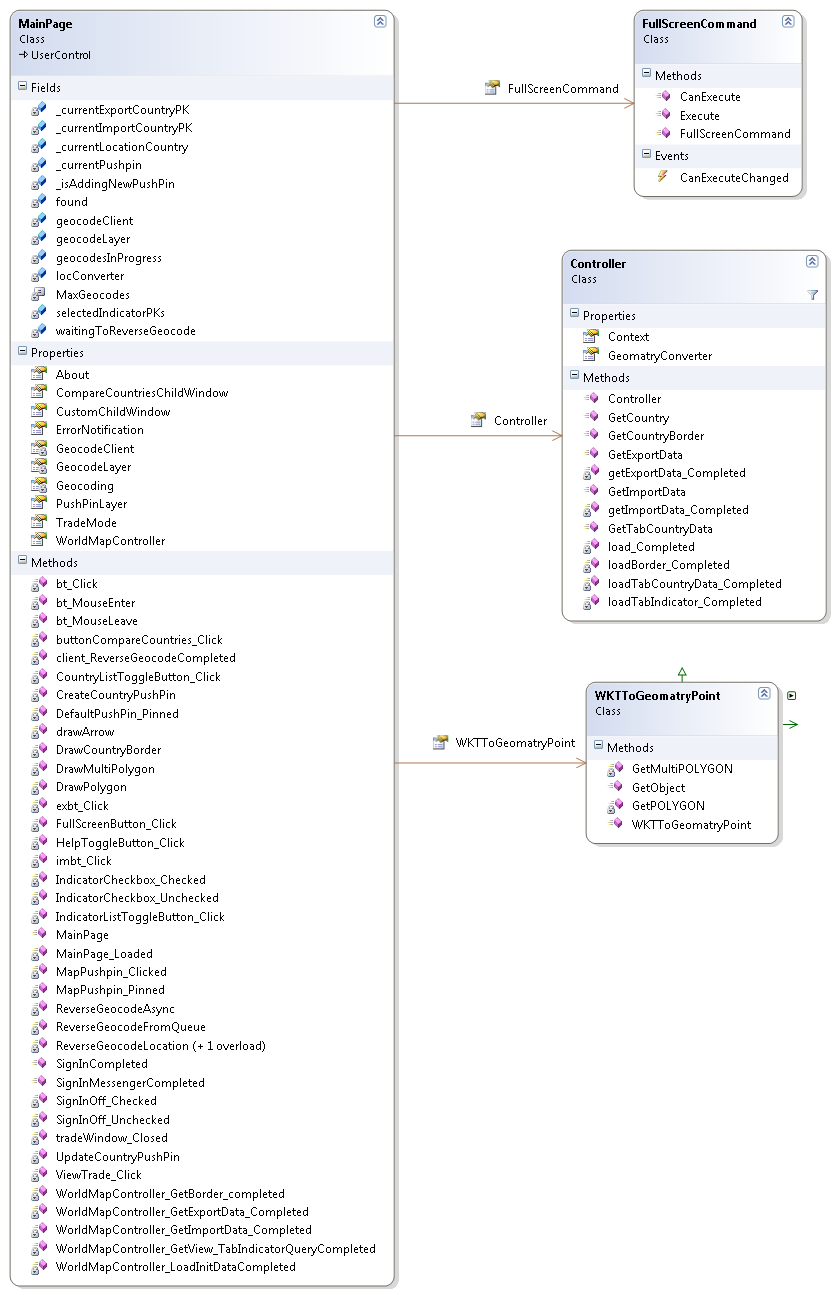 MainPage
Class
UserControl
Fields
_currentExportCountryPK
_currentImportCountryPK
_currentLocationCountry
_currentPushpin
_isAddingNewPushPin
found
geocodeClient
geocodeLayer
geocodesInProgress
locConverter
MaxGeocodes
selectedIndicatorPKs
waitingToReverseGeocode
Properties
About
CompareCountriesChildWindow
CustomChildWindow
ErrorNotification
GeocodeClient
GeocodeLayer
Geocoding
PushPinLayer
TradeMode
WorldMapController
Methods
bt_Click
bt_MouseEnter
bt_MouseLeave
buttonCompareCountries_Click
client_ReverseGeocodeCompleted
CountryListToggleButton_Click
CreateCountryPushPin
DefaultPushPin_Pinned
drawArrow
DrawCountryBorder
DrawMultiPolygon
DrawPolygon
exbt_Click
FullScreenButton_Click
HelpToggleButton_Click
imbt_Click
IndicatorCheckbox_Checked
IndicatorCheckbox_Unchecked
IndicatorListToggleButton_Click
MainPage
MainPage_Loaded
MapPushpin_Clicked
MapPushpin_Pinned
ReverseGeocodeAsync
ReverseGeocodeFromQueue
ReverseGeocodeLocation (+ 1 overload)
SignInCompleted
SignInMessengerCompleted
SignInOff_Checked
SignInOff_Unchecked
tradeWindow_Closed
UpdateCountryPushPin
ViewTrade_Click
WorldMapController_GetBorder_completed
WorldMapController_GetExportData_Completed
WorldMapController_GetImportData_Completed
WorldMapController_GetView_TabIndicatorQueryCompleted
WorldMapController_LoadInitDataCompleted
FullScreenCommand
FullScreenCommand
Class
Methods
CanExecute
Execute
FullScreenCommand
Events
CanExecuteChanged
Controller
Controller
Class
Properties
Context
GeomatryConverter
Methods
Controller
GetCountry
GetCountryBorder
GetExportData
getExportData_Completed
GetImportData
getImportData_Completed
GetTabCountryData
load_Completed
loadBorder_Completed
loadTabCountryData_Completed
loadTabIndicator_Completed
WKTToGeomatryPoint
WKTToGeomatryPoint
Class
Methods
GetMultiPOLYGON
GetObject
GetPOLYGON
WKTToGeomatryPoint